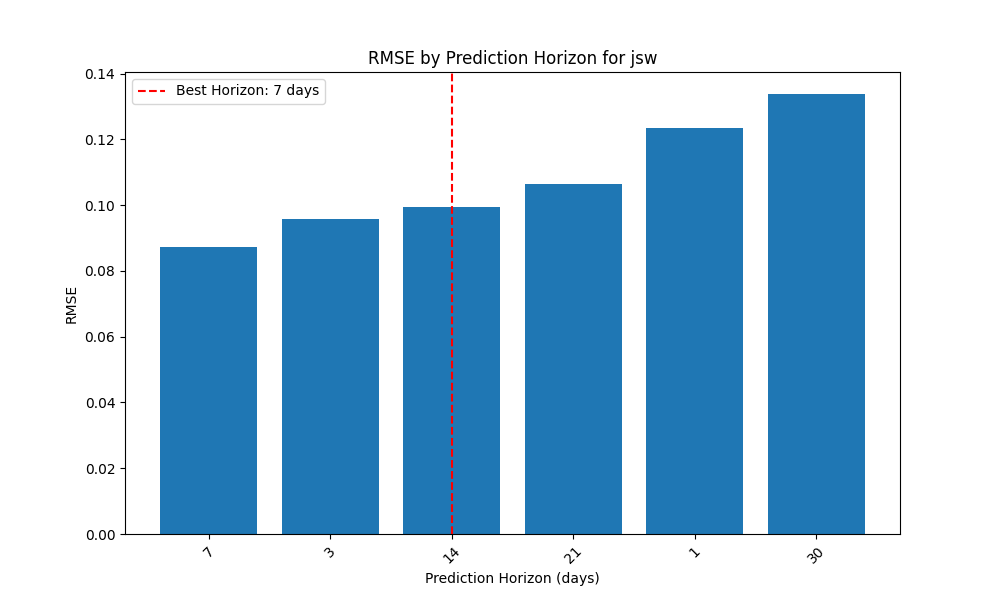 RMSE by Prediction Horizon for jsw
Best Horizon: 7 days
0.14
0.12
0.10
0.08
0.06
0.04
0.02
0.00
RMSE
7 3 14 21 1 30
Prediction Horizon (days)